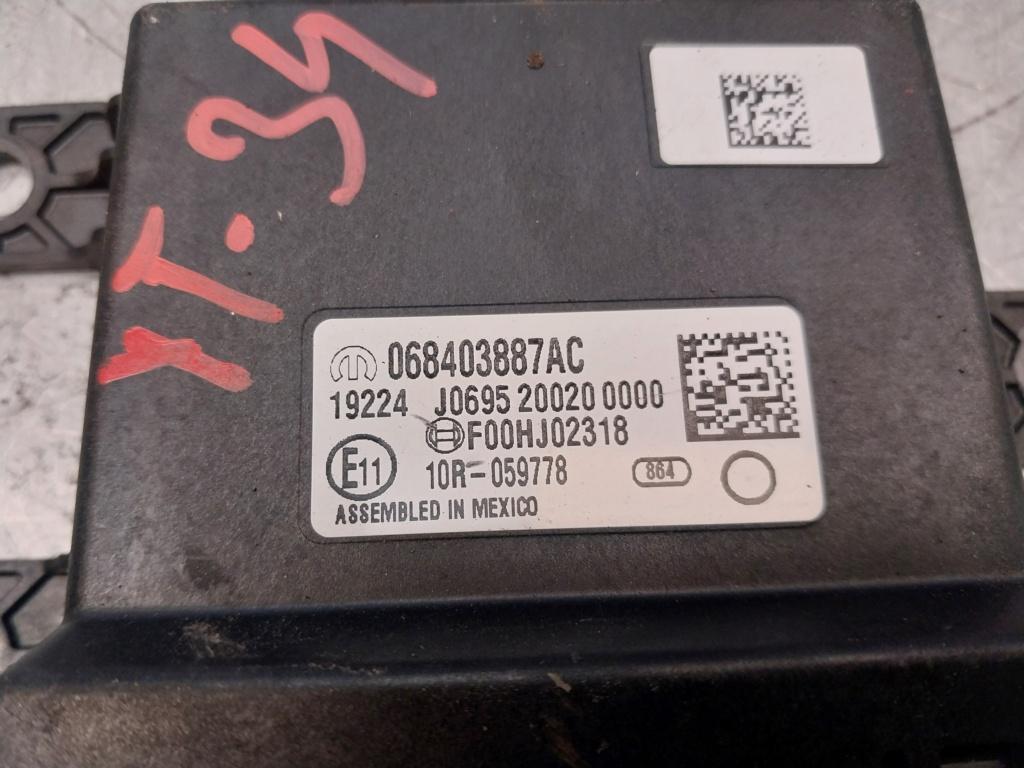 YT.34
068403887AC
19224 J0695 20020 0000
F00HJ02318
E11 10R-059778 864
ASSEMBLED IN MEXICO